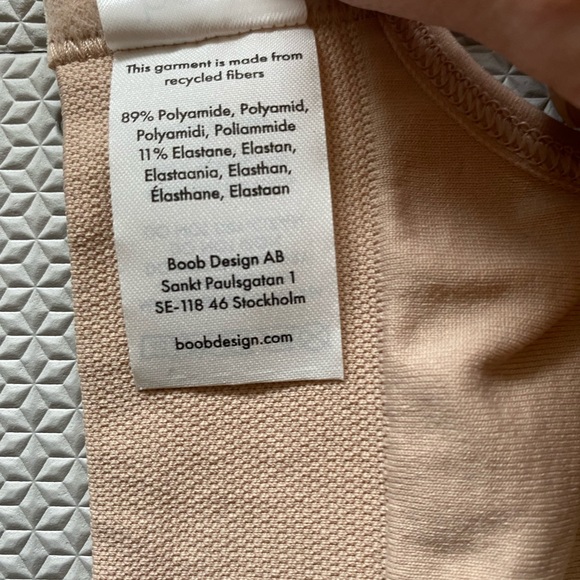 This garment is made from
recycled fibers
89% Polyamide, Polyamid,
Polyamidi, Poliammide
11% Elastane, Elastan,
Elastaania, Elasthan,
Élasthane, Elastaan
Boob Design AB
Sankt Paulsgatan 1
SE-118 46 Stockholm
boobdesign.com